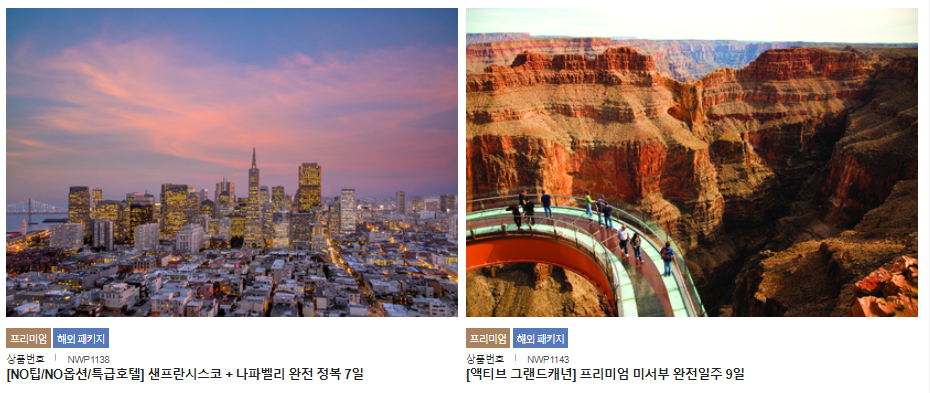 프리미엄 해외 패키지
상품번호 | NWP1138
[NO팁/NO옵션/특급호텔] 샌프란시스코 + 나파밸리 완전 정복 7일
프리미엄 해외 패키지
상품번호 | NWP1143
[액티브 그랜드캐년] 프리미엄 미서부 완전일주 9일